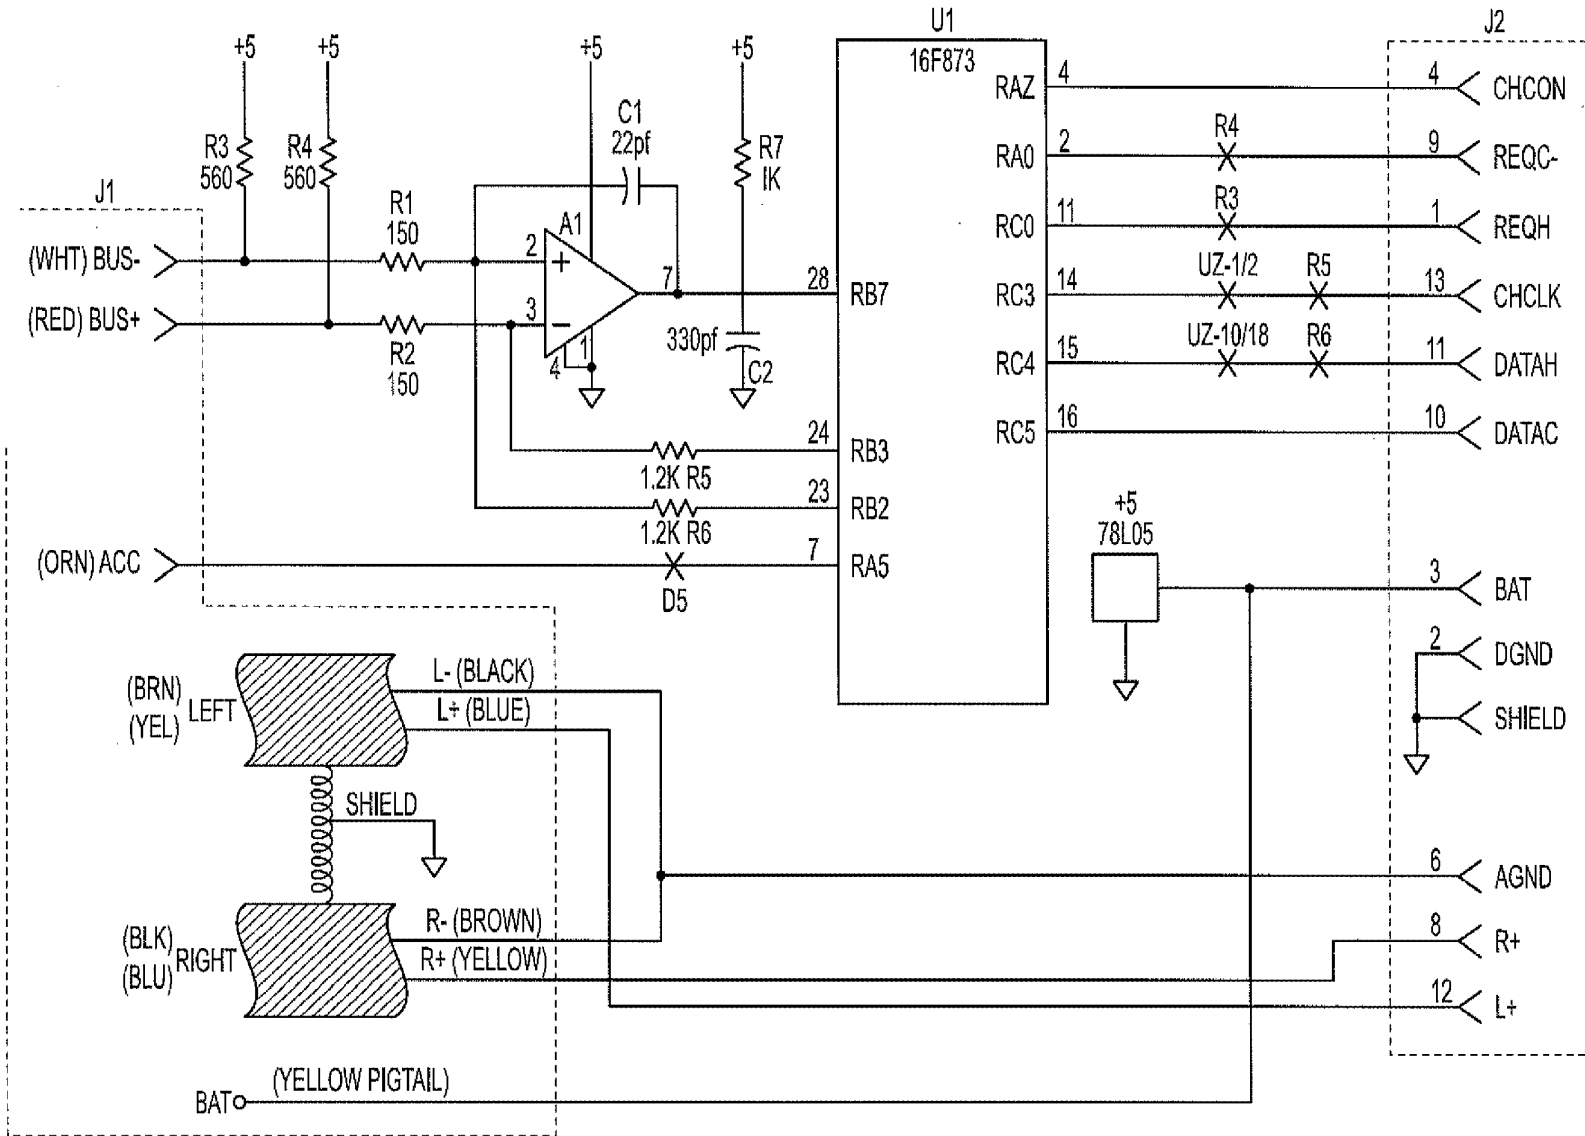 U1
16F873
J2
+5
+5
+5
+5
R3
560
R4
560
C1
22pf
R7
IK
J1
R1
150
A1
(WHT) BUS-
2
+
(RED) BUS+
3
−
R2
150
4
1
7
330pf
C2
28
RB7
24
RB3
1.2K R5
23
RB2
1.2K R6
(ORN) ACC
D5
7
RA5
RAZ
4
4
CHCON
RA0
2
R4
9
REQC-
RC0
11
R3
1
REQH
RC3
14
UZ-1/2
R5
13
CHCLK
RC4
15
UZ-10/18
R6
11
DATAH
RC5
16
10
DATAC
+5
78L05
3
BAT
2
DGND
SHIELD
(BRN)
(YEL)
LEFT
L- (BLACK)
L+ (BLUE)
SHIELD
6
AGND
(BLK)
(BLU)
RIGHT
R- (BROWN)
R+ (YELLOW)
8
R+
12
L+
BAT
(YELLOW PIGTAIL)